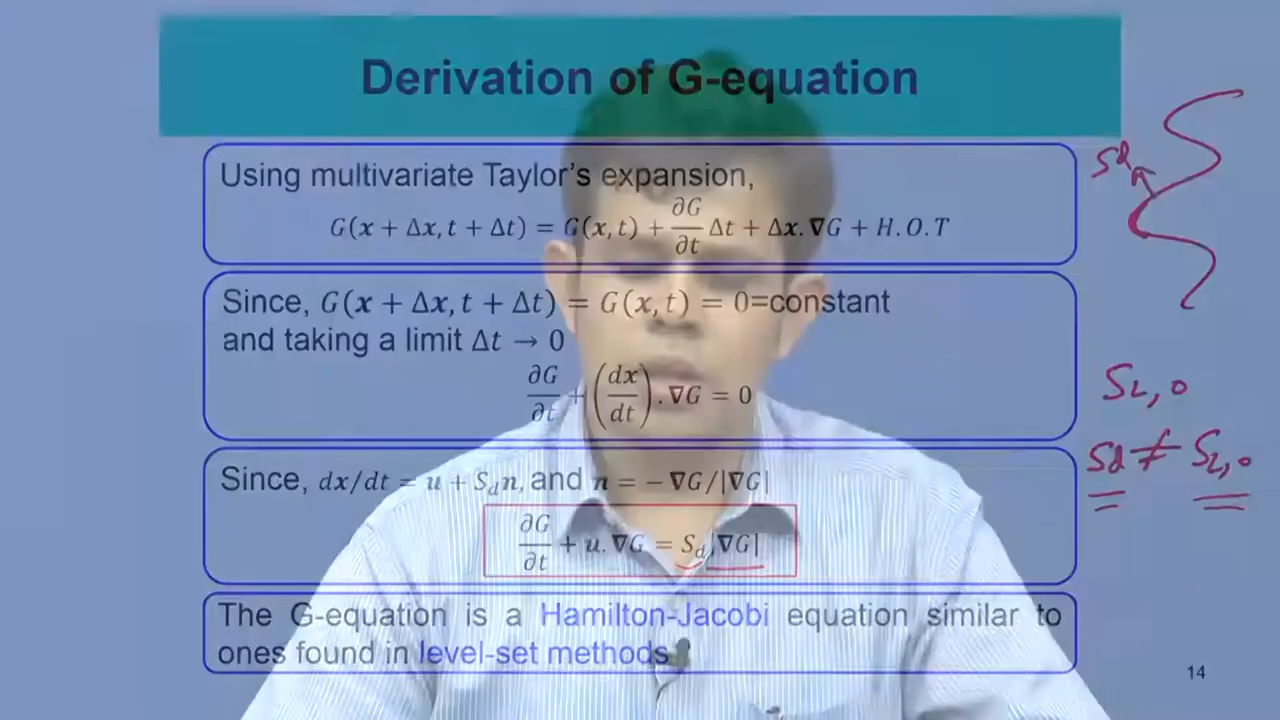 Derivation of G-equation
Using multivariate Taylor's expansion,
G(x + Δx, t + Δt) = G(x, t) + ∂G/∂t Δt + Δx. ∇G + H. O. T
Since, G(x + Δx, t + Δt) = G(x, t) = 0=constant
and taking a limit Δt → 0
∂G/∂t + (dx/dt) . ∇G = 0
Since, dx/dt = u + S_d n, and n = − ∇G/|∇G|
∂G/∂t + u. ∇G = S_d|∇G|
The G-equation is a Hamilton-Jacobi equation similar to
ones found in level-set methods
14
Sd
S_L,0
Sd ≠ S_L,0